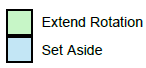 Extend Rotation
Set Aside